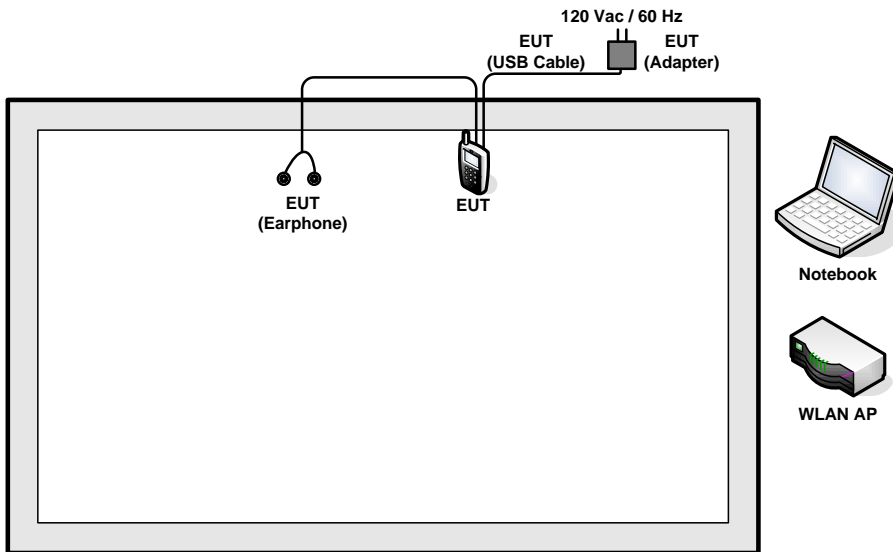 120 Vac / 60 Hz
EUT
(USB Cable)
EUT
(Adapter)
EUT
(Earphone)
EUT
Notebook
WLAN AP